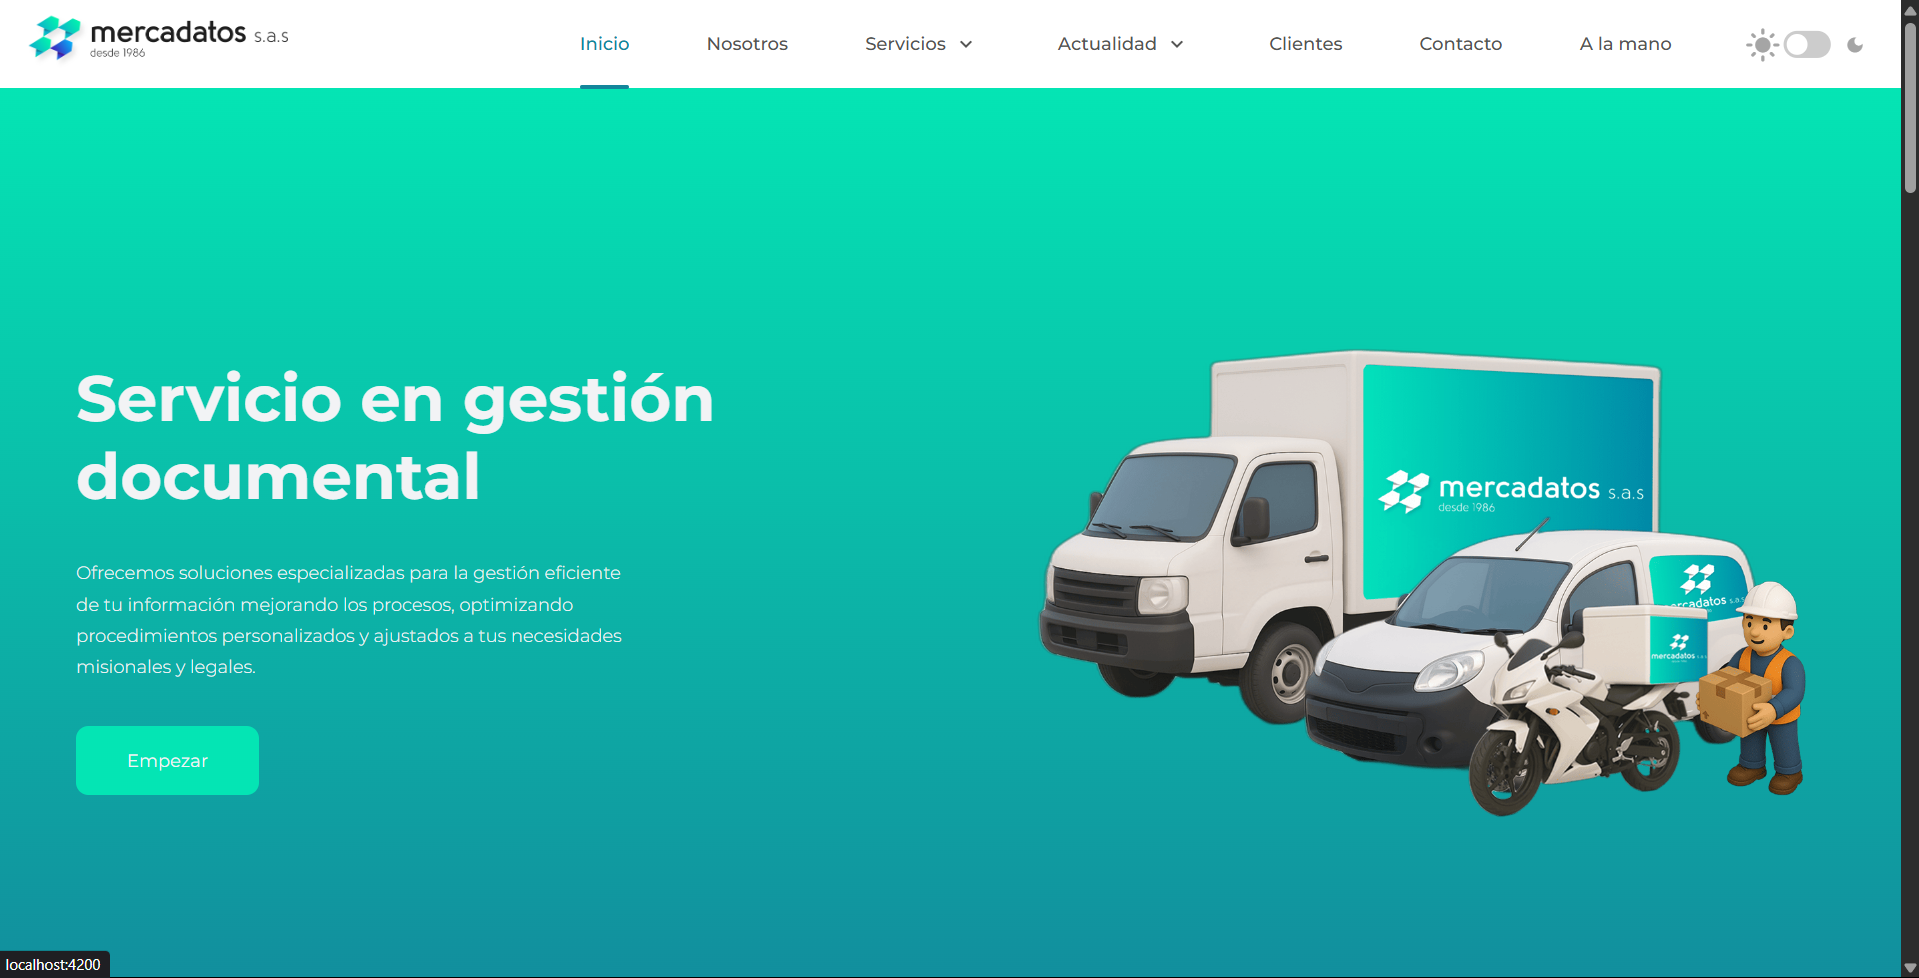 mercadatos s.a.s
desde 1986
Inicio
Nosotros
Servicios
Actualidad
Clientes
Contacto
A la mano
Servicio en gestión
documental
Ofrecemos soluciones especializadas para la gestión eficiente
de tu información mejorando los procesos, optimizando
procedimientos personalizados y ajustados a tus necesidades
misionales y legales.
Empezar
mercadatos s.a.s
desde 1986
mercadatos s.a.s
mercadatos s.a.s
localhost:4200